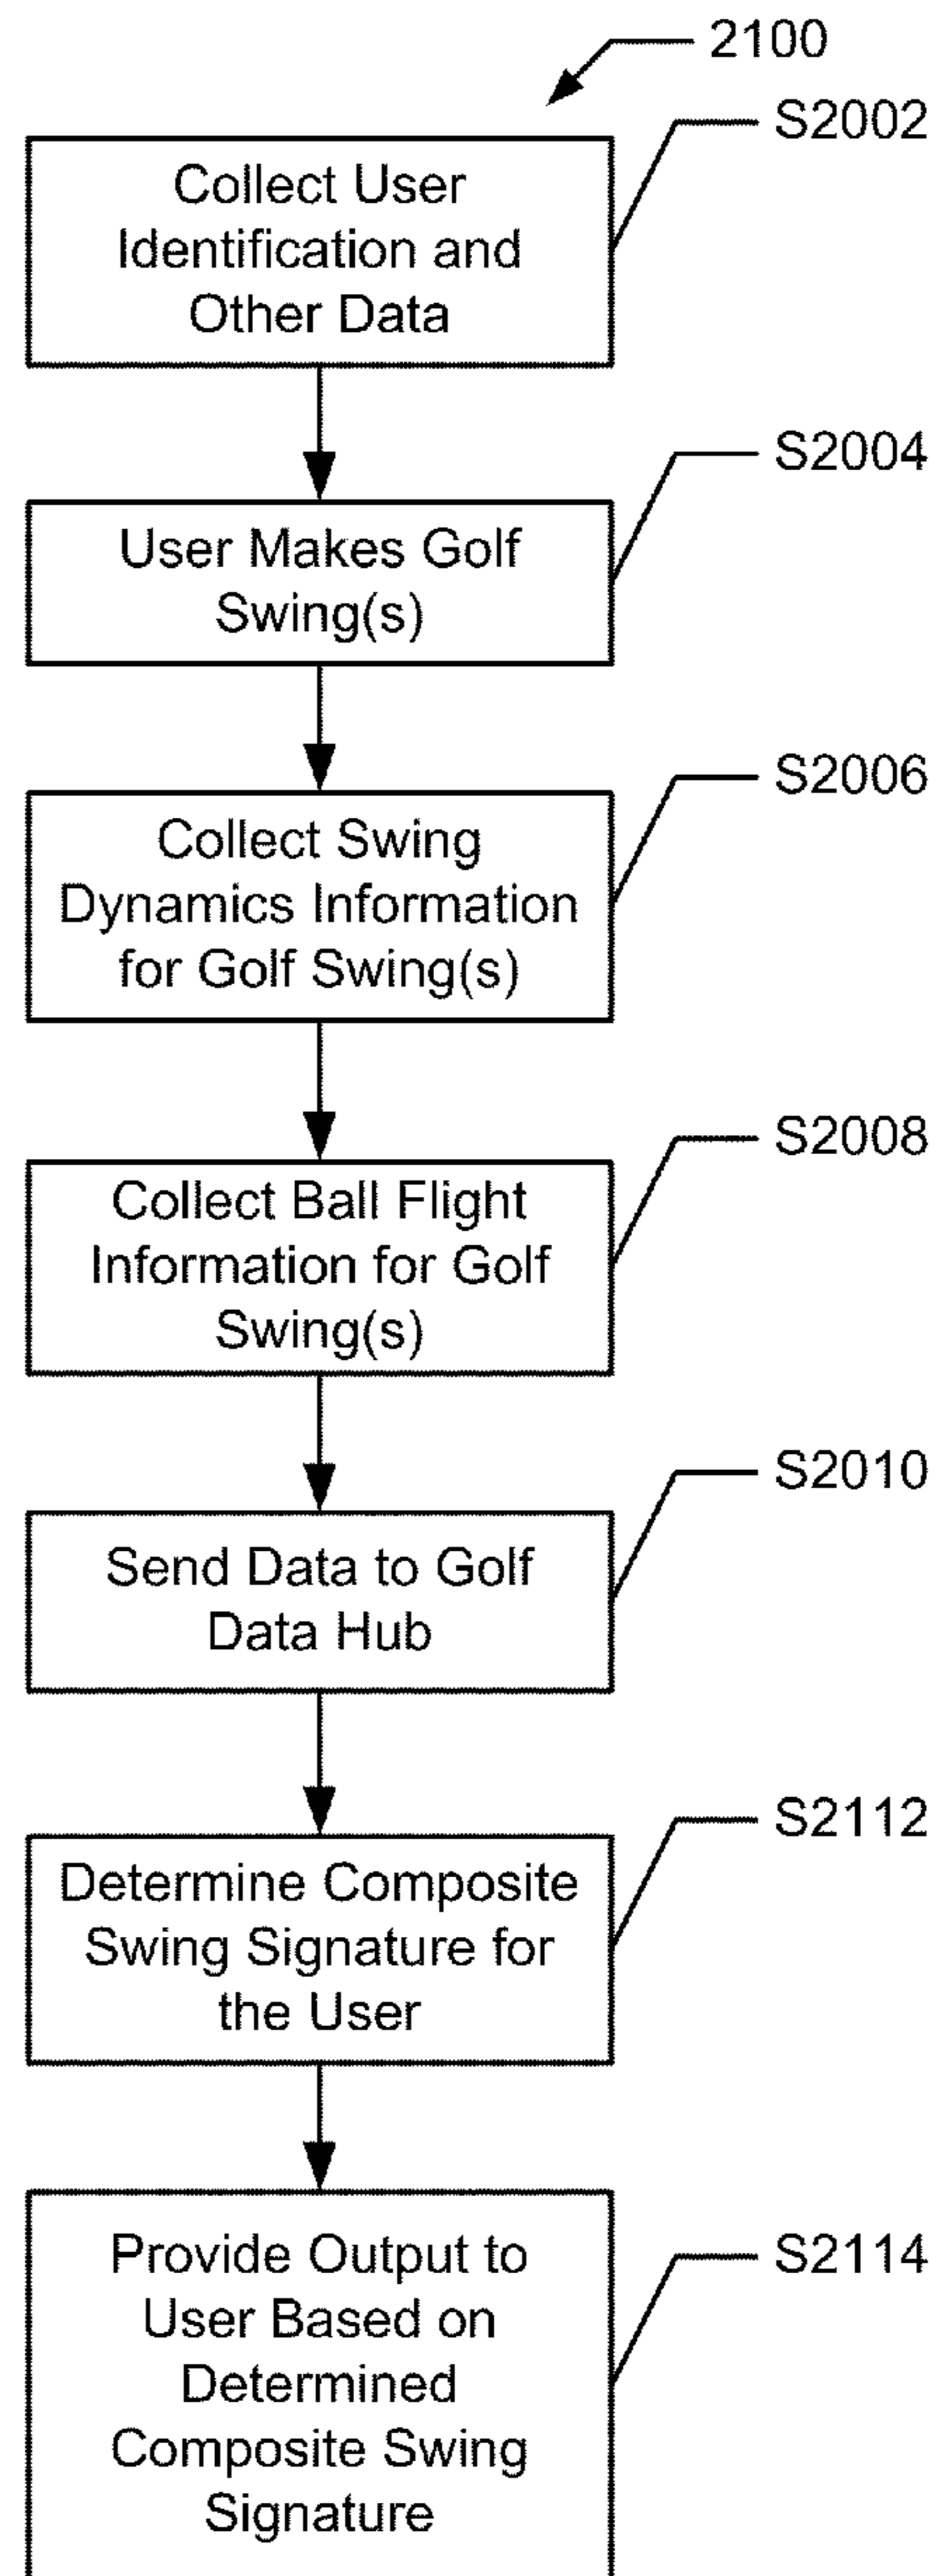 2100
S2002
Collect User
Identification and
Other Data
S2004
User Makes Golf
Swing(s)
S2006
Collect Swing
Dynamics Information
for Golf Swing(s)
S2008
Collect Ball Flight
Information for Golf
Swing(s)
S2010
Send Data to Golf
Data Hub
S2112
Determine Composite
Swing Signature for
the User
S2114
Provide Output to
User Based on
Determined
Composite Swing
Signature